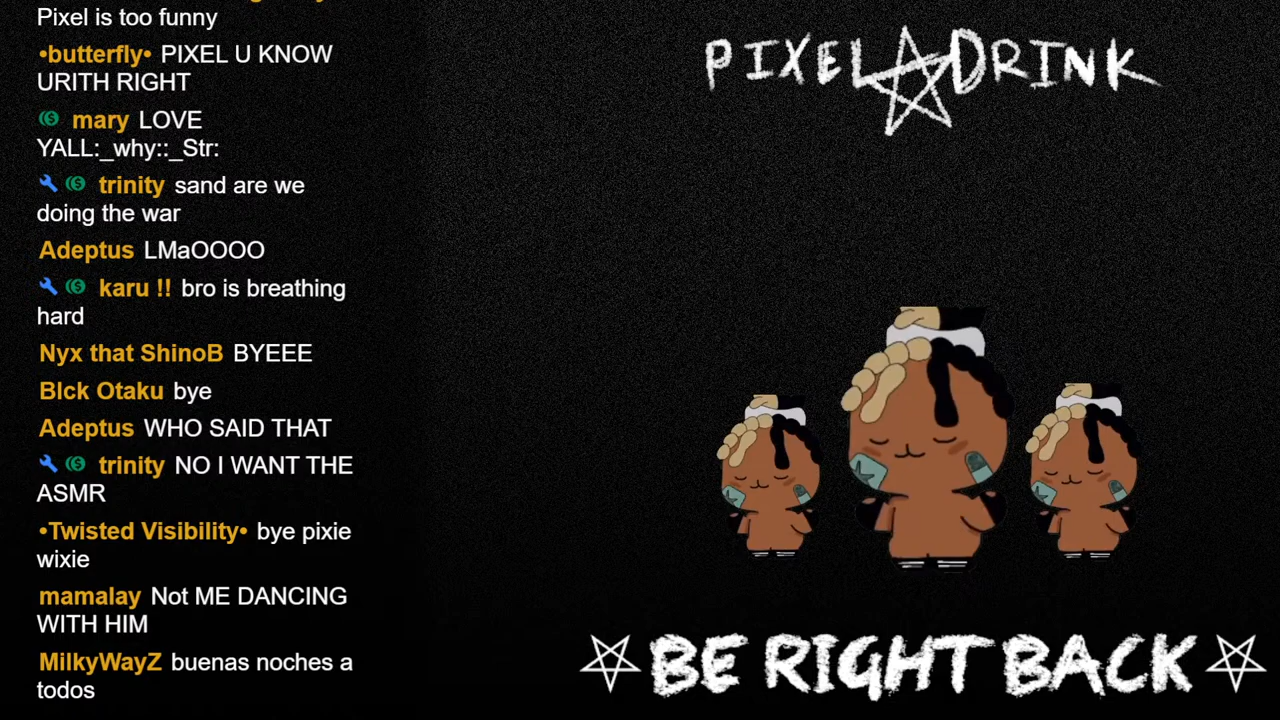 Pixel is too funny
•butterfly• PIXEL U KNOW
URITH RIGHT
mary LOVE
YALL:_why::_Str:
trinity sand are we
doing the war
Adeptus LMaOOOO
karu !! bro is breathing
hard
Nyx that ShinoB BYEEE
Blck Otaku bye
Adeptus WHO SAID THAT
trinity NO I WANT THE
ASMR
•Twisted Visibility• bye pixie
wixie
mamalay Not ME DANCING
WITH HIM
MilkyWayZ buenas noches a
todos
PIXEL DRINK
BE RIGHT BACK